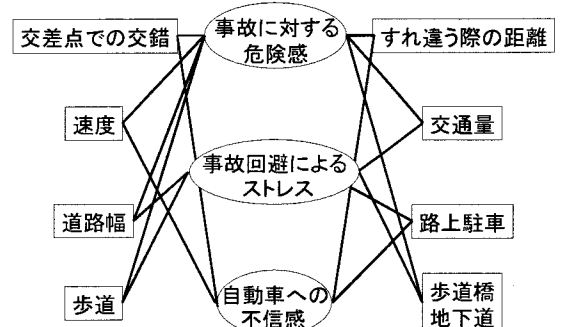 交差点での交錯
事故に対する
危険感
すれ違う際の距離
速度
交通量
事故回避による
ストレス
道路幅
路上駐車
歩道
自動車への
不信感
歩道橋
地下道